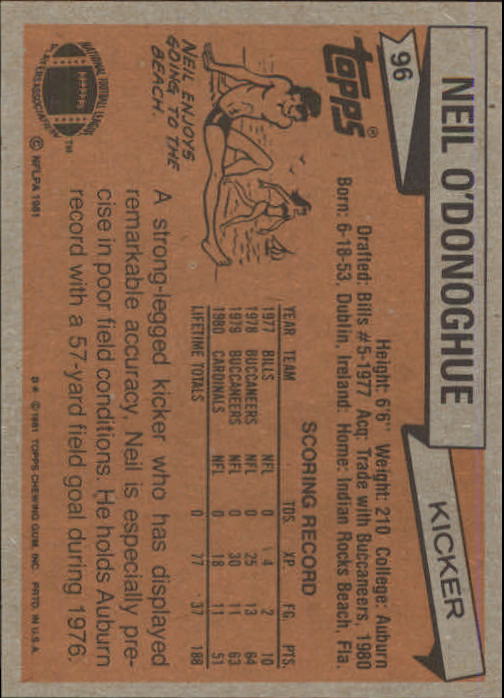 96
NEIL O'DONOGHUE
KICKER
topps®
Height: 6'6" Weight: 210 College: Auburn
Drafted: Bills #5-1977 Acq: Trade with Buccaneers, 1980
Born: 6-18-53, Dublin, Ireland Home: Indian Rocks Beach, Fla.
NEIL ENJOYS
GOING TO THE
BEACH.
SCORING RECORD
YEAR TEAM TDS. XP. FG. PTS.
1977 BILLS NFL 0 4 2 10
1978 BUCCANEERS NFL 0 25 13 64
1979 BUCCANEERS NFL 0 30 11 63
1980 CARDINALS NFL 0 18 11 51
LIFETIME TOTALS 0 77 37 188
A strong-legged kicker who has displayed
remarkable accuracy, Neil is especially pre-
cise in poor field conditions. He holds Auburn
record with a 57-yard field goal during 1976.
NATIONAL FOOTBALL LEAGUE
PLAYERS ASSOCIATION
TM
© NFLPA 1981
© 1981 TOPPS CHEWING GUM, INC. PRTD. IN U.S.A.